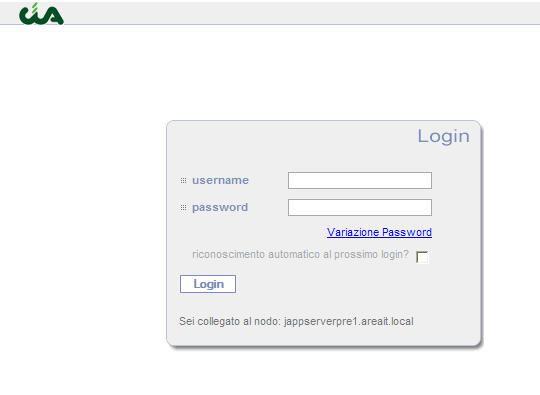 CIA
Login
username
password
Variazione Password
riconoscimento automatico al prossimo login?
Login
Sei collegato al nodo: jappserverpre1.areait.local